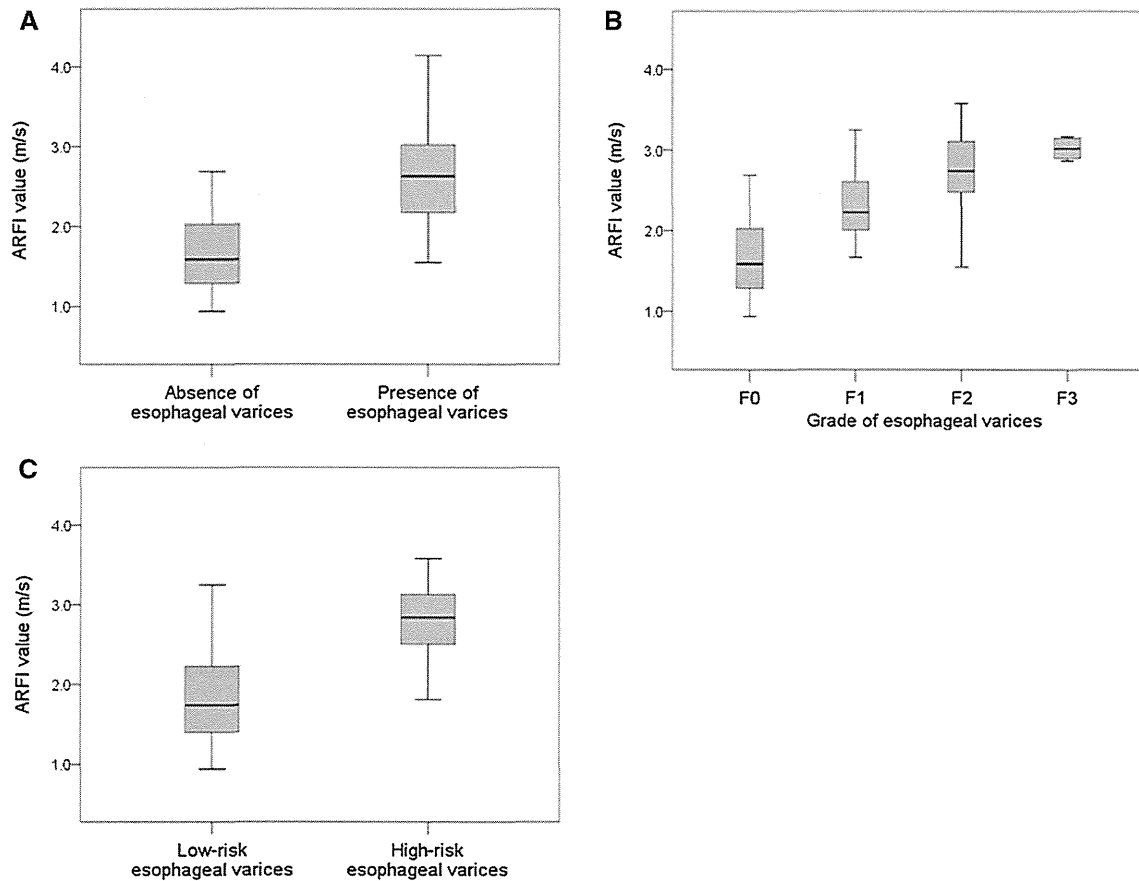 A
ARFI value (m/s)
4.0
3.0
2.0
1.0
Absence of
esophageal varices
Presence of
esophageal varices
B
ARFI value (m/s)
4.0
3.0
2.0
1.0
F0 F1 F2 F3
Grade of esophageal varices
C
ARFI value (m/s)
4.0
3.0
2.0
1.0
Low-risk
esophageal varices
High-risk
esophageal varices